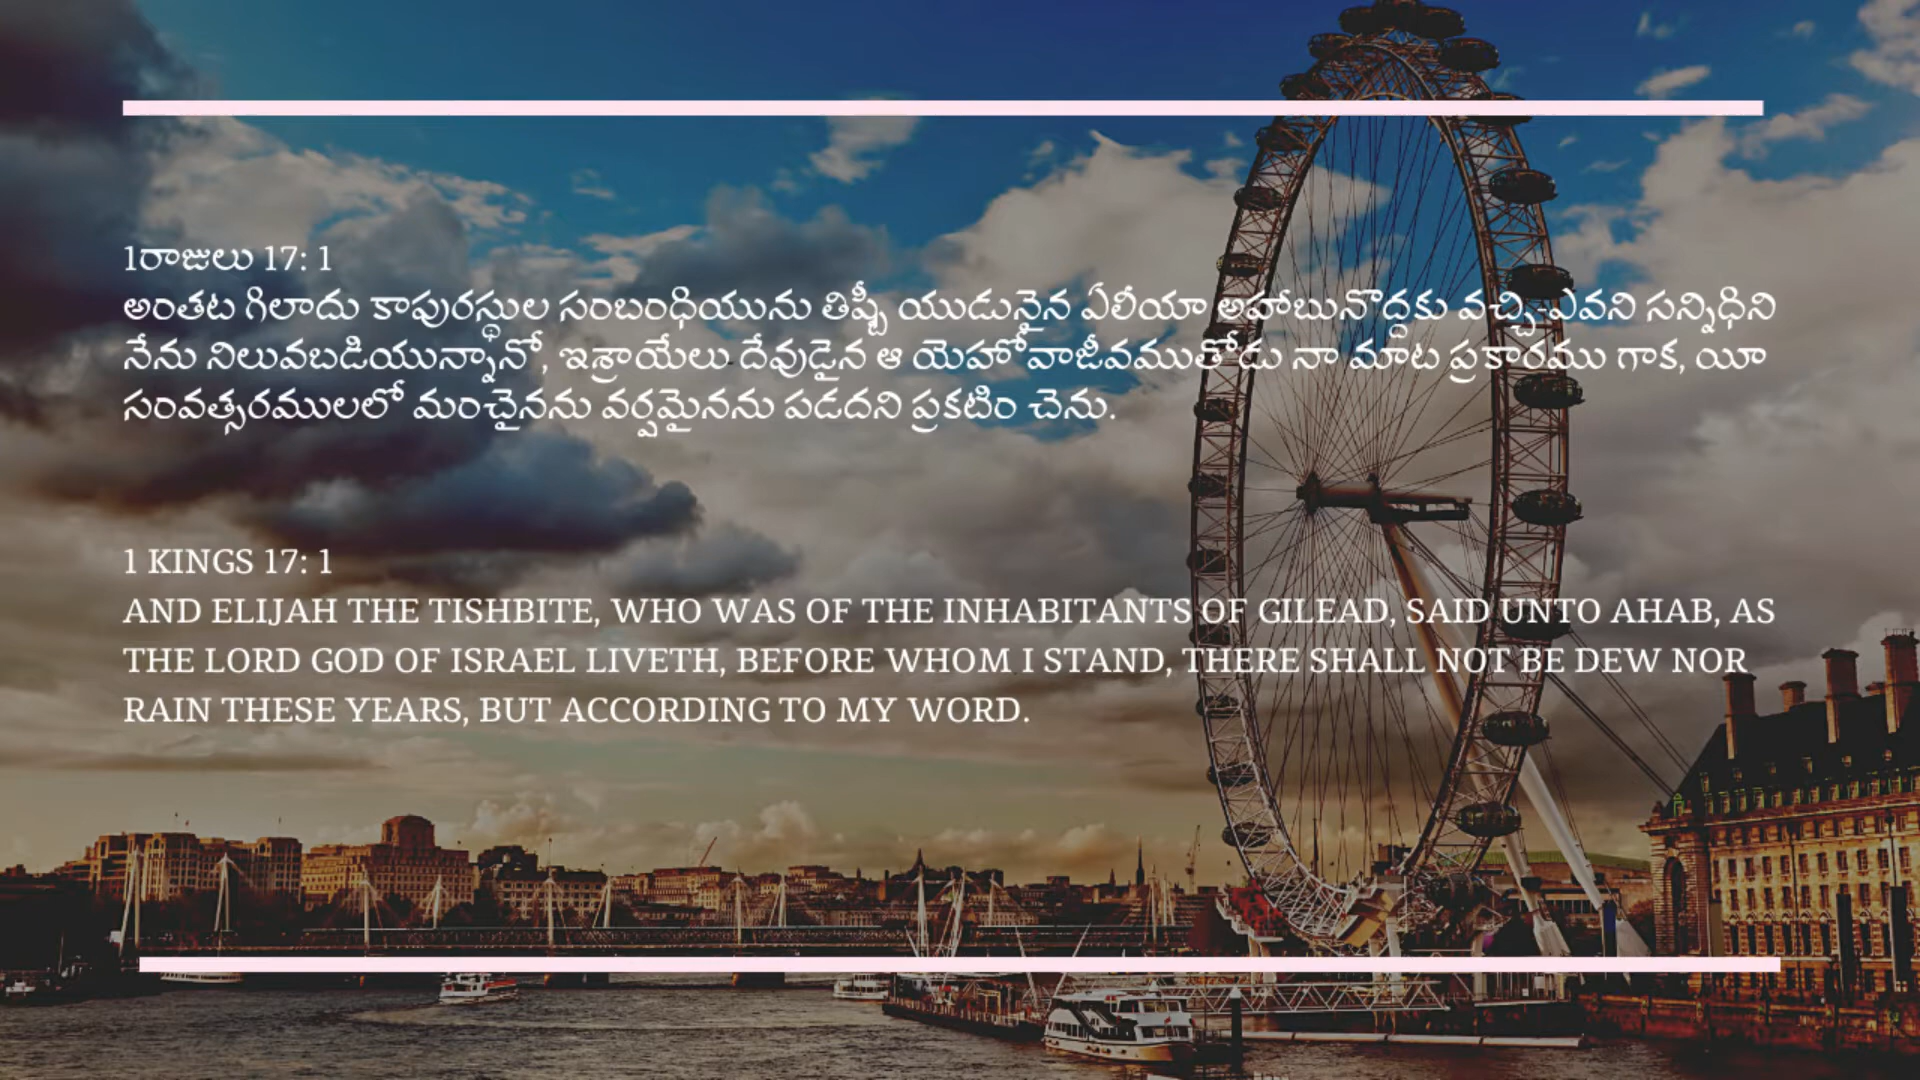 1రాజులు 17: 1
అంతట గిలాదు కాపురస్థుల సంబంధియును తిష్బీ యుడునైన ఏలీయా అహాబునొద్దకు వచ్చి-ఎవని సన్నిధిని
నేను నిలువబడియున్నానో, ఇశ్రాయేలు దేవుడైన ఆ యెహోవాజీవముతోడు నా మాట ప్రకారము గాక, యీ
సంవత్సరములలో మంచైనను వర్షమైనను పడదని ప్రకటిం చెను.
1 KINGS 17: 1
AND ELIJAH THE TISHBITE, WHO WAS OF THE INHABITANTS OF GILEAD, SAID UNTO AHAB, AS
THE LORD GOD OF ISRAEL LIVETH, BEFORE WHOM I STAND, THERE SHALL NOT BE DEW NOR
RAIN THESE YEARS, BUT ACCORDING TO MY WORD.